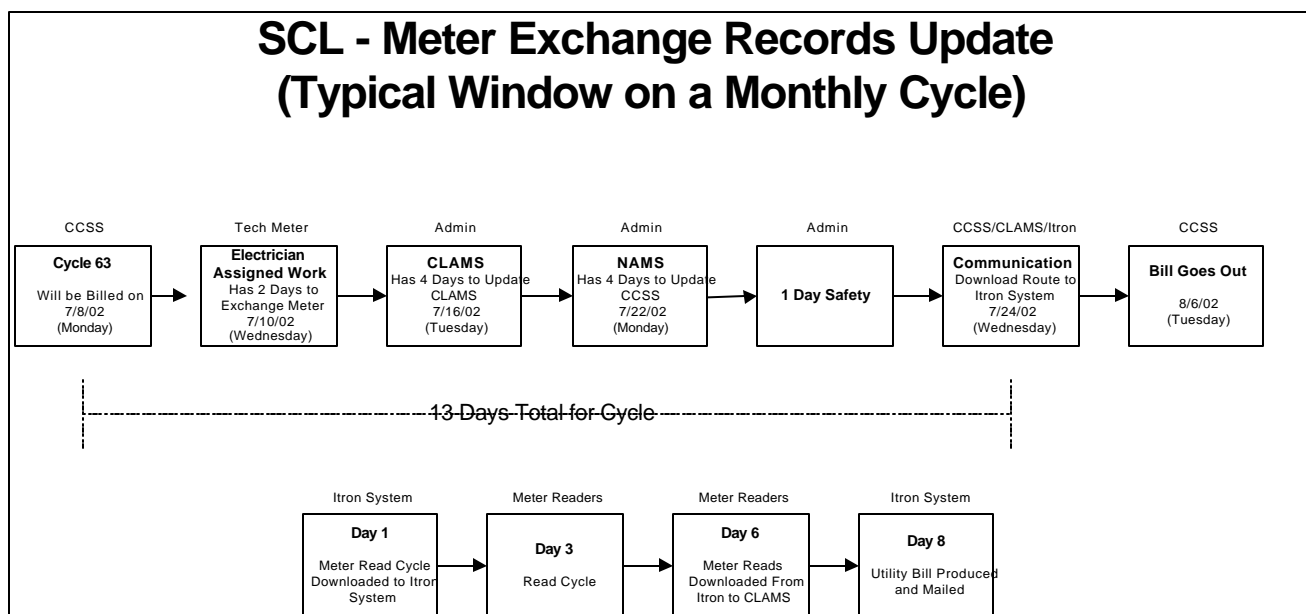 SCL - Meter Exchange Records Update
(Typical Window on a Monthly Cycle)
CCSS
Cycle 63
Will be Billed on
7/8/02
(Monday)
Tech Meter
Electrician
Assigned Work
Has 2 Days to
Exchange Meter
7/10/02
(Wednesday)
Admin
CLAMS
Has 4 Days to Update
CLAMS
7/16/02
(Tuesday)
Admin
NAMS
Has 4 Days to Update
CCSS
7/22/02
(Monday)
Admin
1 Day Safety
CCSS/CLAMS/Itron
Communication
Download Route to
Itron System
7/24/02
(Wednesday)
CCSS
Bill Goes Out
8/6/02
(Tuesday)
13 Days Total for Cycle
Itron System
Day 1
Meter Read Cycle
Downloaded to Itron
System
Meter Readers
Day 3
Read Cycle
Meter Readers
Day 6
Meter Reads
Downloaded From
Itron to CLAMS
Itron System
Day 8
Utility Bill Produced
and Mailed